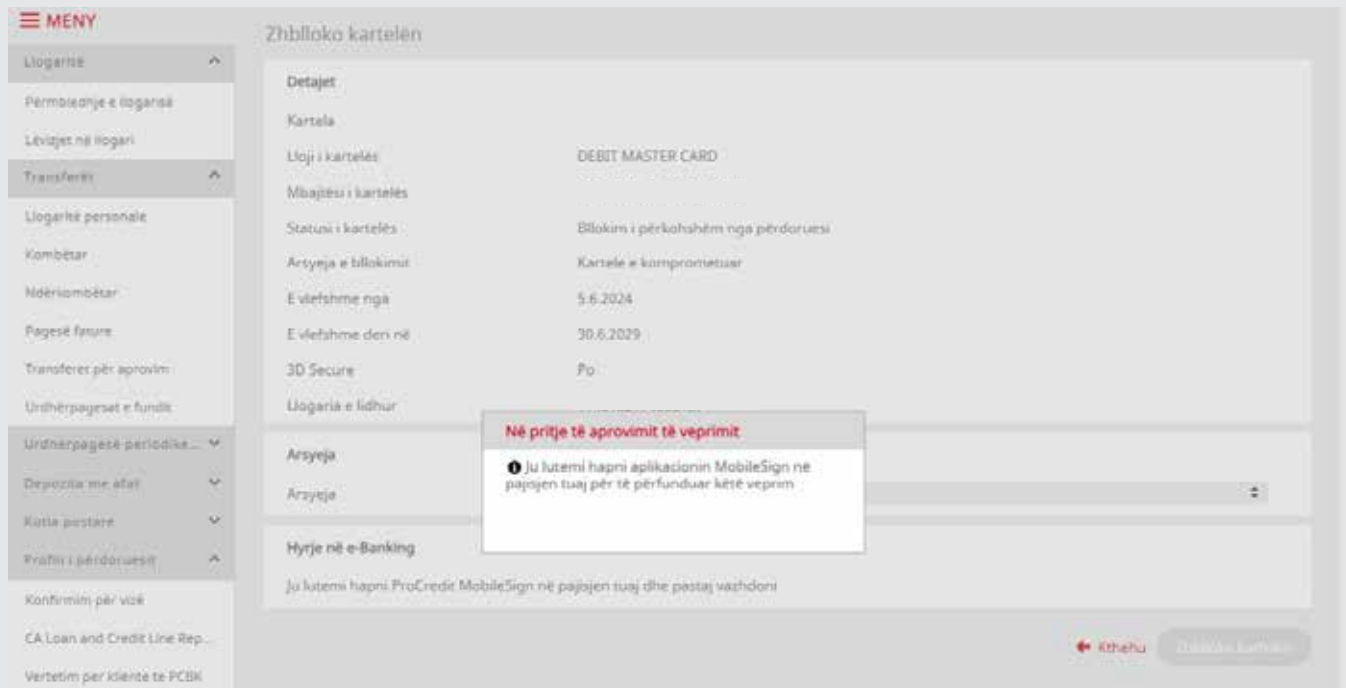 MENY
Llogaritë
Përmbledhje e llogarisë
Lëvizjet në llogari
Transferët
Llogaritë personale
Kombëtar
Ndërkombëtar
Pagesë fature
Transferet për aprovim
Urdhërpagesat e fundit
Urdhërpagesë periodike...
Depozita me afat
Kutia postare
Profili i përdoruesit
Konfirmim për vizë
CA Loan and Credit Line Rep...
Vertetim per kliente te PCBK
Zhblloko kartelën
Detajet
Kartela
Lloji i kartelës DEBIT MASTER CARD
Mbajtësi i kartelës
Statusi i kartelës Bllokim i përkohshëm nga përdoruesi
Arsyeja e bllokimit Kartele e komprometuar
E vlefshme nga 5.6.2024
E vlefshme deri në 30.6.2029
3D Secure Po
Llogaria e lidhur
Në pritje të aprovimit të veprimit
Ju lutemi hapni aplikacionin MobileSign në
pajisjen tuaj për të përfunduar këtë veprim
Arsyeja
Arsyeja
Hyrje në e-Banking
Ju lutemi hapni ProCredit MobileSign në pajisjen tuaj dhe pastaj vazhdoni
Kthehu
Zhblloko kartelën